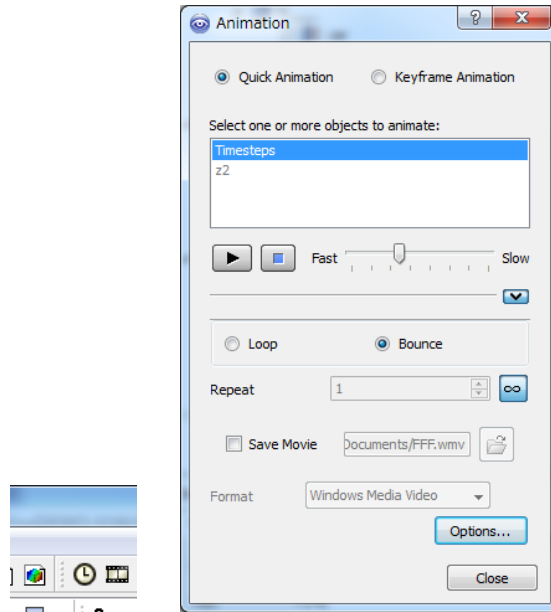 Animation
Quick Animation Keyframe Animation
Select one or more objects to animate:
Timesteps
z2
Fast Slow
Loop Bounce
Repeat 1 ∞
Save Movie Documents/FFF.wmv
Format Windows Media Video
Options...
Close